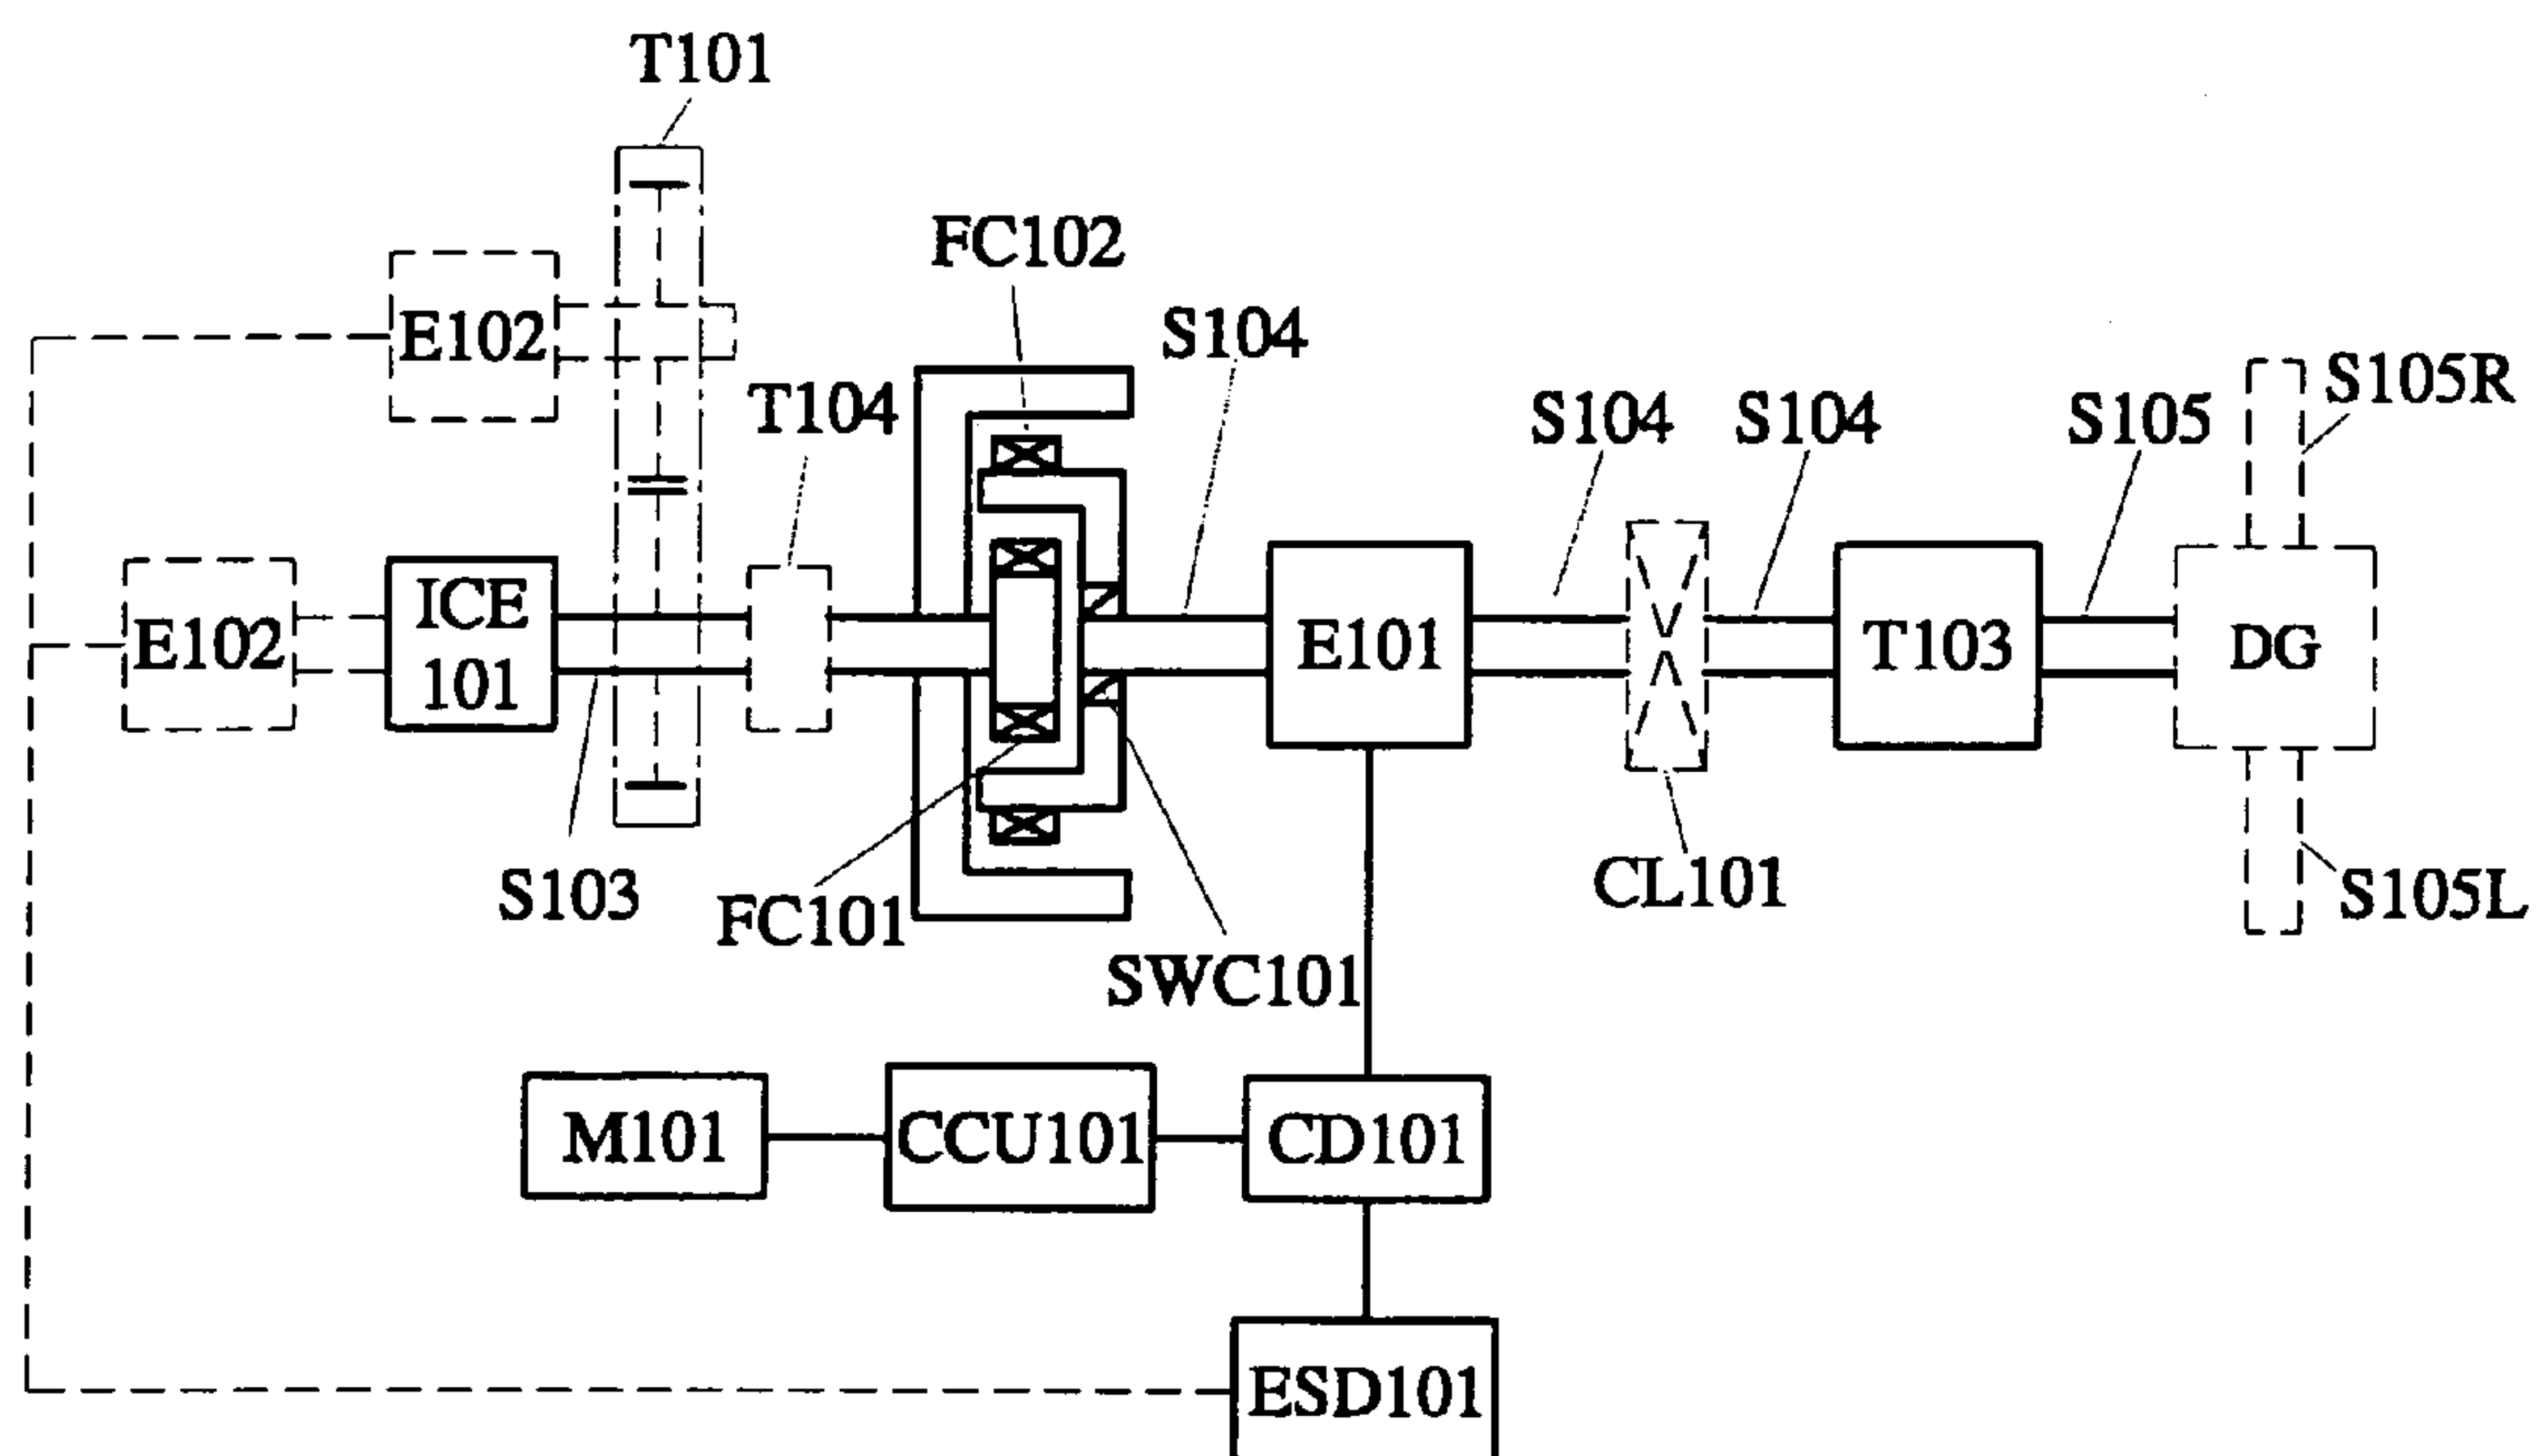 T101
FC102
E102
S104
T104
S104
S104
S105
S105R
E102
ICE
101
E101
T103
DG
S103
FC101
SWC101
CL101
S105L
M101
CCU101
CD101
ESD101